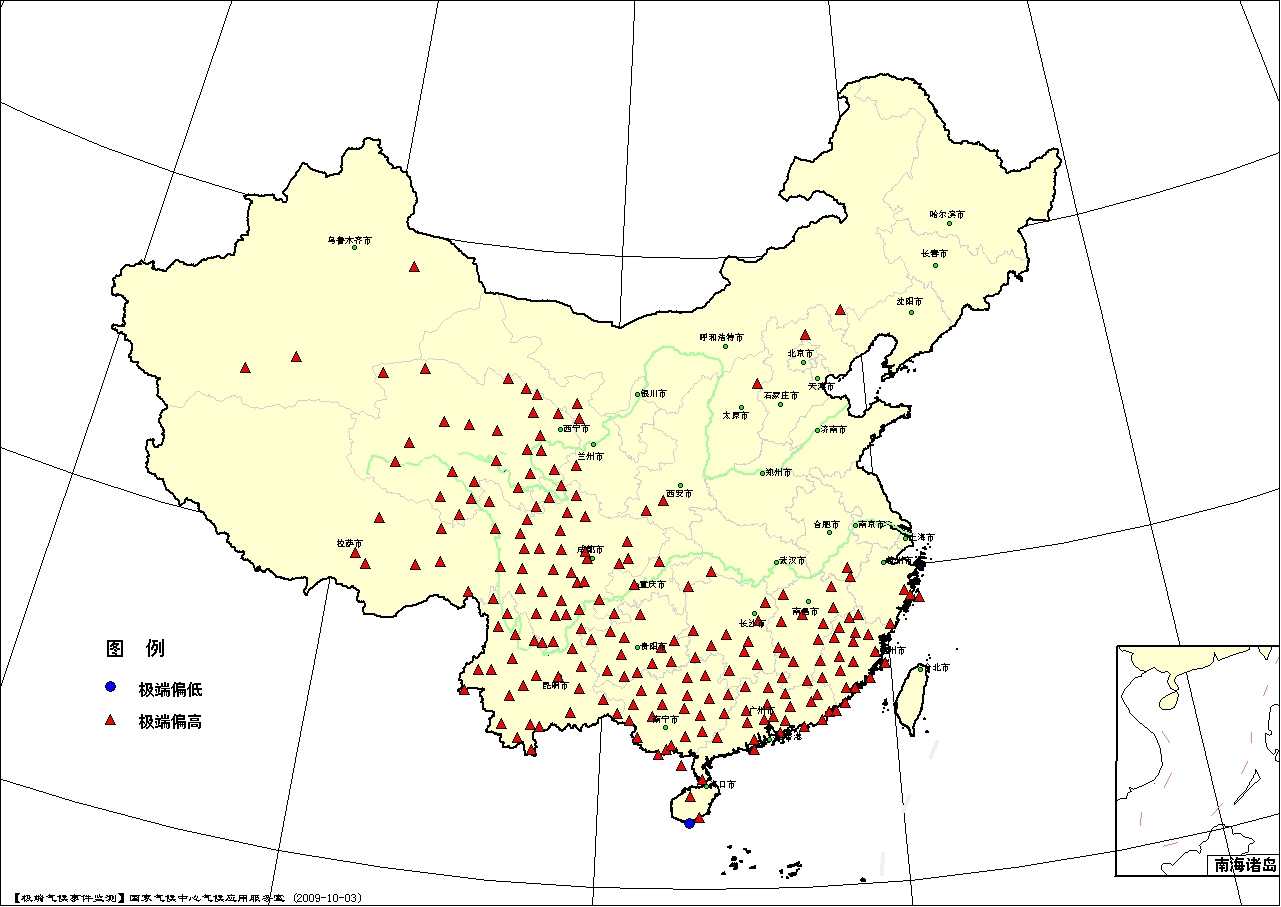 哈尔滨市
乌鲁木齐市
长春市
沈阳市
呼和浩特市
北京市
天津市
银川市
石家庄市
太原市
西宁市
济南市
兰州市
郑州市
西安市
合肥市
南京市
上海市
拉萨市
成都市
武汉市
杭州市
重庆市
南昌市
长沙市
贵阳市
福州市
台北市
昆明市
广州市
南宁市
香港
海口市
图 例
极端偏低
极端偏高
南海诸岛
【极端气候事件监测】国家气候中心气候应用服务室 (2009-10-03)